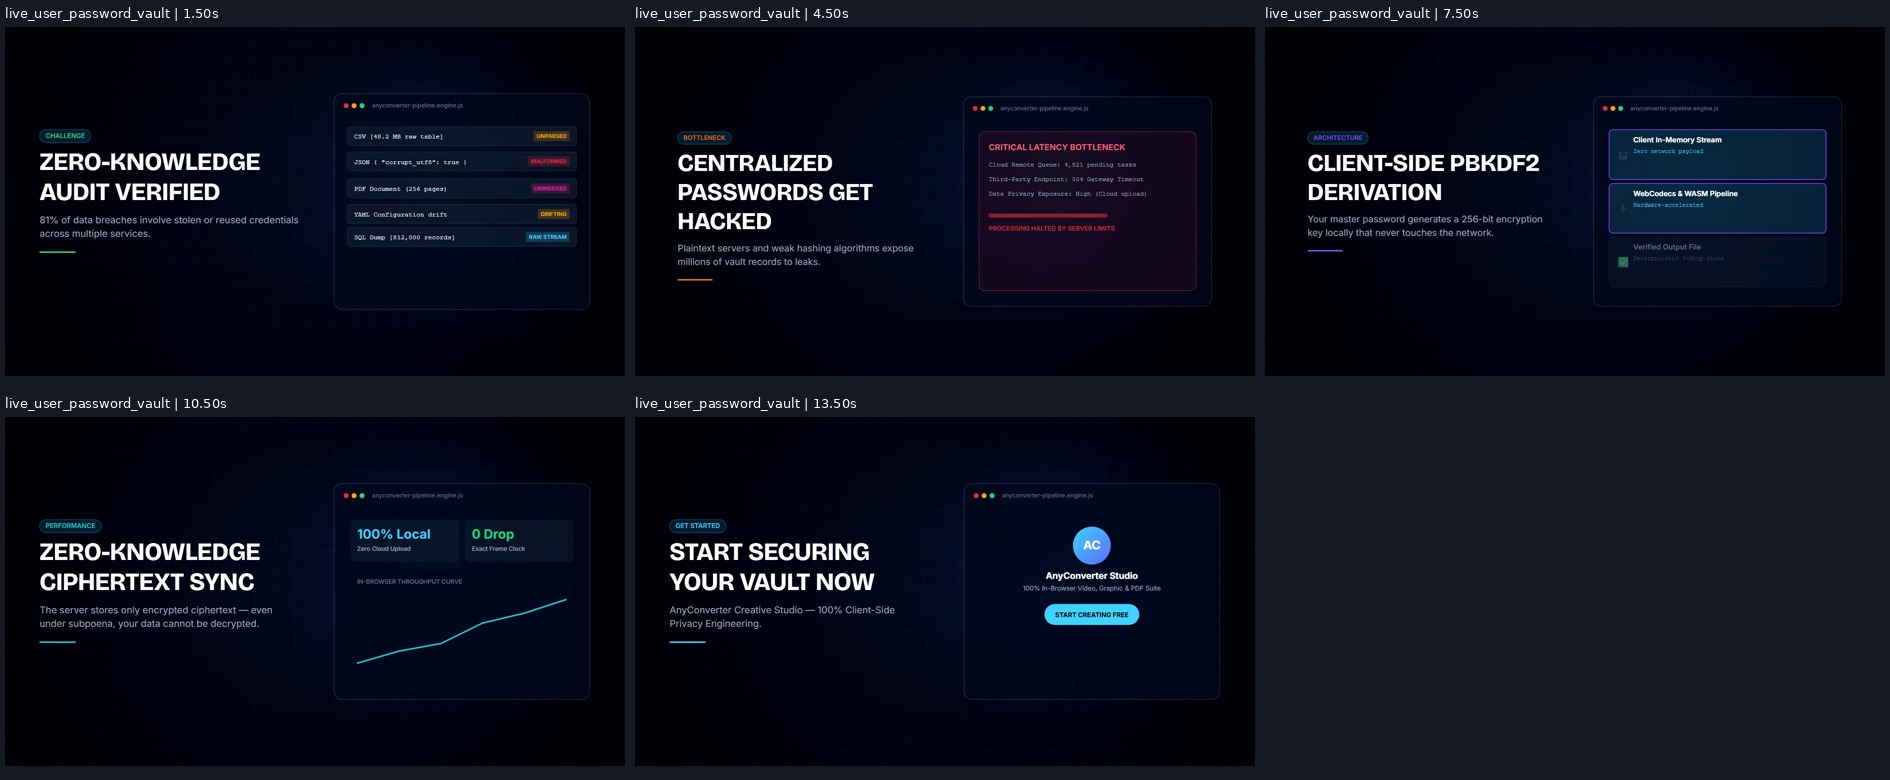 live_user_password_vault | 1.50s
CHALLENGE
ZERO-KNOWLEDGE
AUDIT VERIFIED
81% of data breaches involve stolen or reused credentials
across multiple services.
anyconverter-pipeline.engine.js
CSV [48.2 MB raw table]
UNPARSED
JSON { "corrupt_utf8": true }
MALFORMED
PDF Document (256 pages)
UNINDEXED
YAML Configuration drift
DRIFTING
SQL Dump [812,000 records]
RAW STREAM
live_user_password_vault | 4.50s
BOTTLENECK
CENTRALIZED
PASSWORDS GET
HACKED
Plaintext servers and weak hashing algorithms expose
millions of vault records to leaks.
anyconverter-pipeline.engine.js
CRITICAL LATENCY BOTTLENECK
Cloud Remote Queue: 4,821 pending tasks
Third-Party Endpoint: 504 Gateway Timeout
Data Privacy Exposure: High (Cloud upload)
PROCESSING HALTED BY SERVER LIMITS
live_user_password_vault | 7.50s
ARCHITECTURE
CLIENT-SIDE PBKDF2
DERIVATION
Your master password generates a 256-bit encryption
key locally that never touches the network.
anyconverter-pipeline.engine.js
Client In-Memory Stream
Zero network payload
WebCodecs & WASM Pipeline
Hardware-accelerated
Verified Output File
Deterministic 0-drop clock
live_user_password_vault | 10.50s
PERFORMANCE
ZERO-KNOWLEDGE
CIPHERTEXT SYNC
The server stores only encrypted ciphertext — even
under subpoena, your data cannot be decrypted.
anyconverter-pipeline.engine.js
100% Local
Zero Cloud Upload
0 Drop
Exact Frame Clock
IN-BROWSER THROUGHPUT CURVE
live_user_password_vault | 13.50s
GET STARTED
START SECURING
YOUR VAULT NOW
AnyConverter Creative Studio — 100% Client-Side
Privacy Engineering.
anyconverter-pipeline.engine.js
AC
AnyConverter Studio
100% In-Browser Video, Graphic & PDF Suite
START CREATING FREE